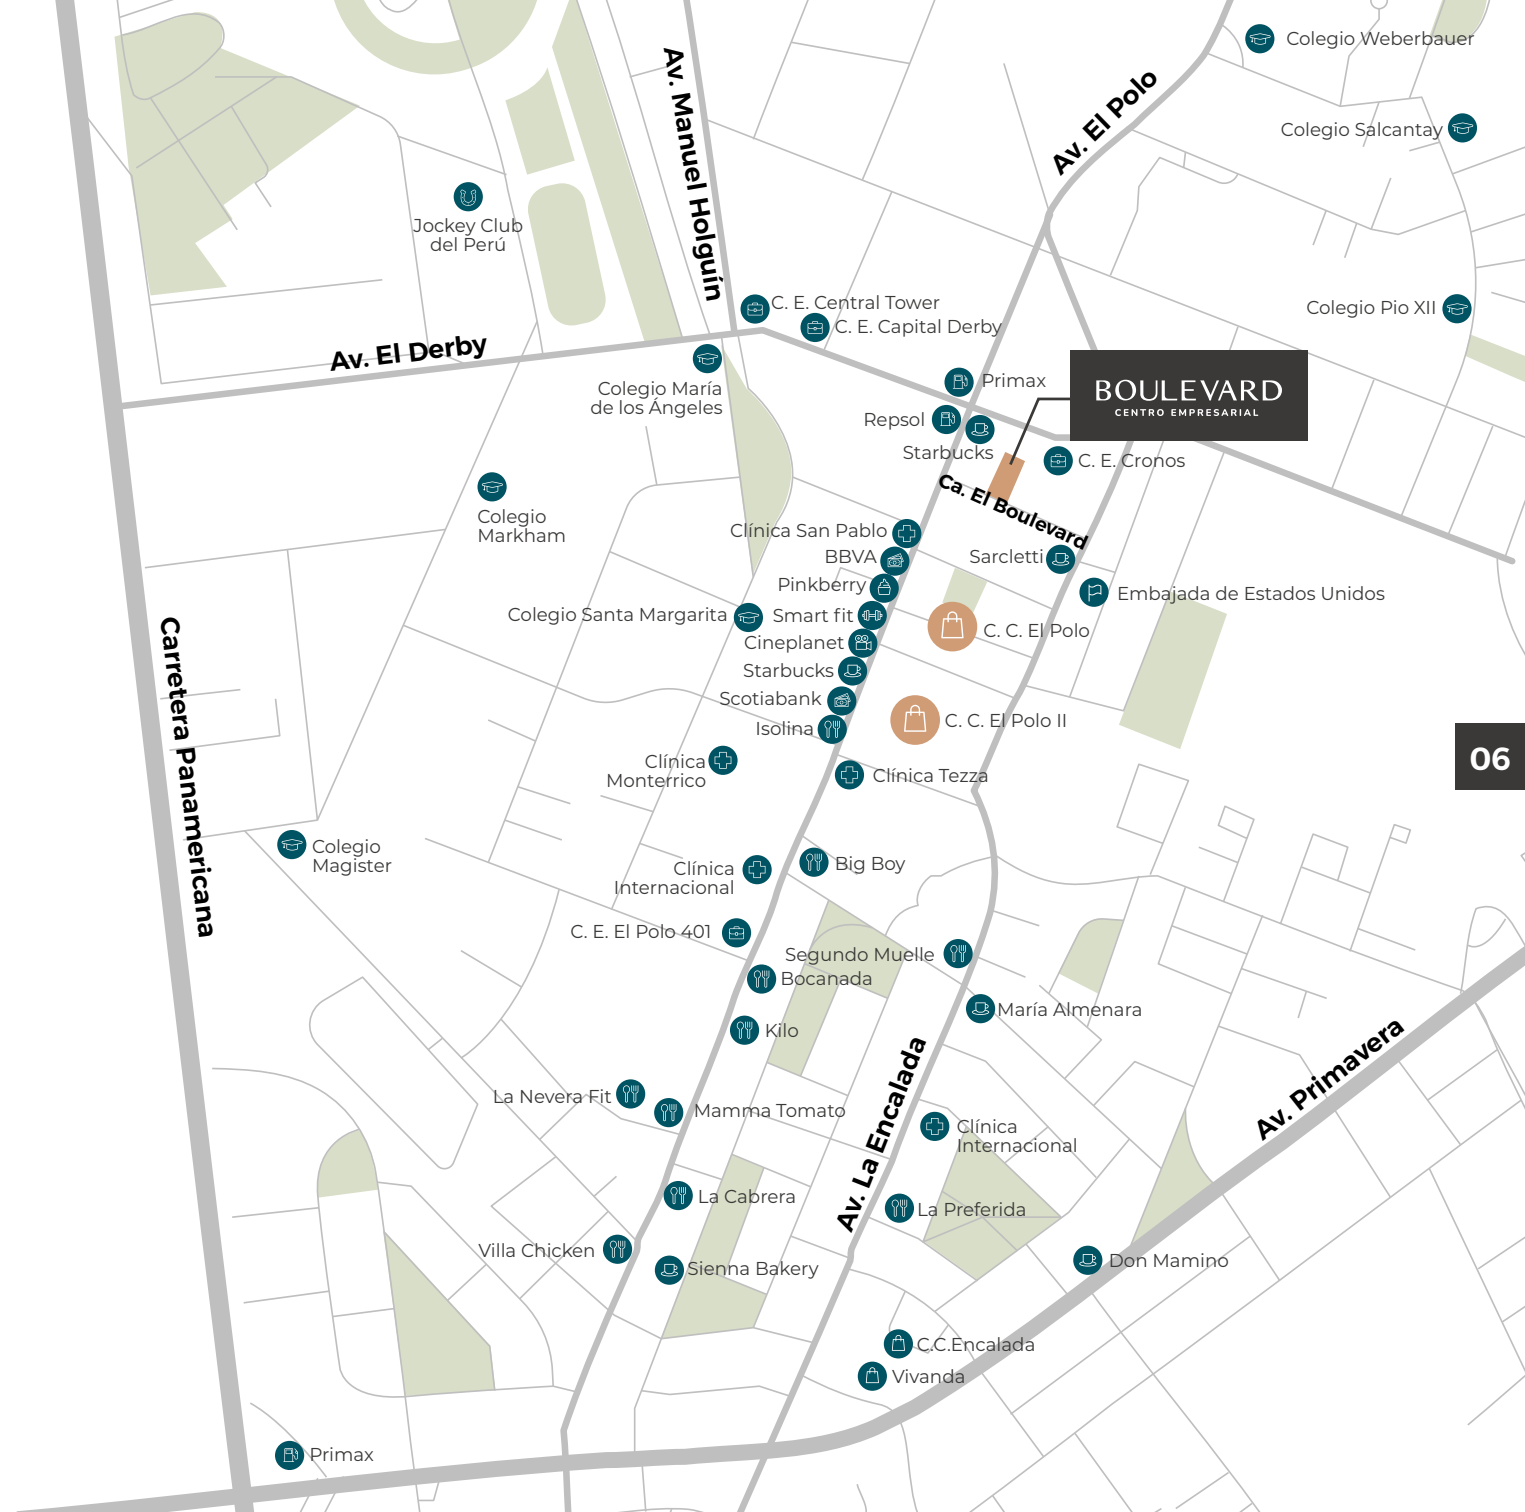 Colegio Weberbauer
Av. Manuel Holguín
Av. El Polo
Colegio Salcantay
Jockey Club
del Perú
C. E. Central Tower
C. E. Capital Derby
Colegio Pio XII
Av. El Derby
Colegio María
de los Ángeles
Primax
BOULEVARD
CENTRO EMPRESARIAL
Repsol
Starbucks
C. E. Cronos
Ca. El Boulevard
Colegio
Markham
Clínica San Pablo
BBVA
Sarcletti
Pinkberry
Embajada de Estados Unidos
Colegio Santa Margarita
Smart fit
C. C. El Polo
Cineplanet
Starbucks
Scotiabank
C. C. El Polo II
Isolina
06
Carretera Panamericana
Clínica
Monterrico
Clínica Tezza
Colegio
Magister
Big Boy
Clínica
Internacional
C. E. El Polo 401
Segundo Muelle
Bocanada
María Almenara
Kilo
Av. La Encalada
Av. Primavera
La Nevera Fit
Mamma Tomato
Clínica
Internacional
La Cabrera
La Preferida
Villa Chicken
Sienna Bakery
Don Mamino
C.C.Encalada
Vivanda
Primax